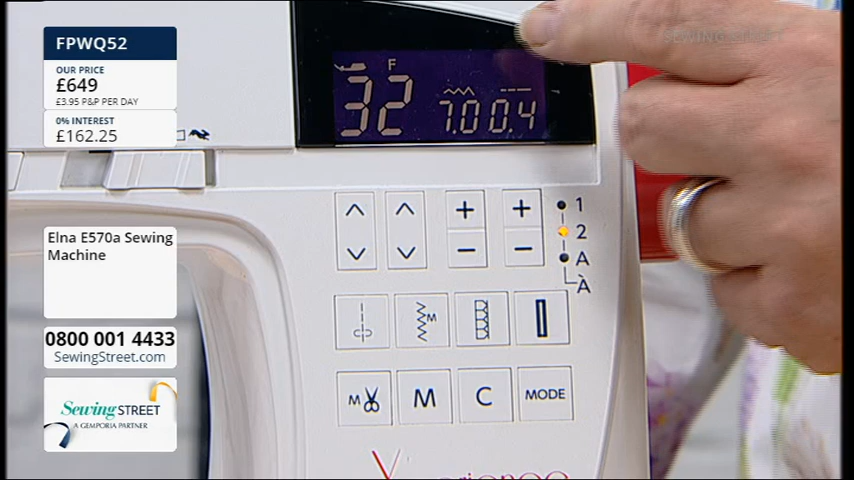 FPWQ52
OUR PRICE
£649
£3.95 P&P PER DAY
0% INTEREST
£162.25
Elna E570a Sewing
Machine
0800 001 4433
SewingStreet.com
Sewing STREET
A GEMPORIA PARTNER
SEWING STREET
F
32 7.0 0.4
+ +
- -
1
2
A
À
M
M M C MODE
Xperience